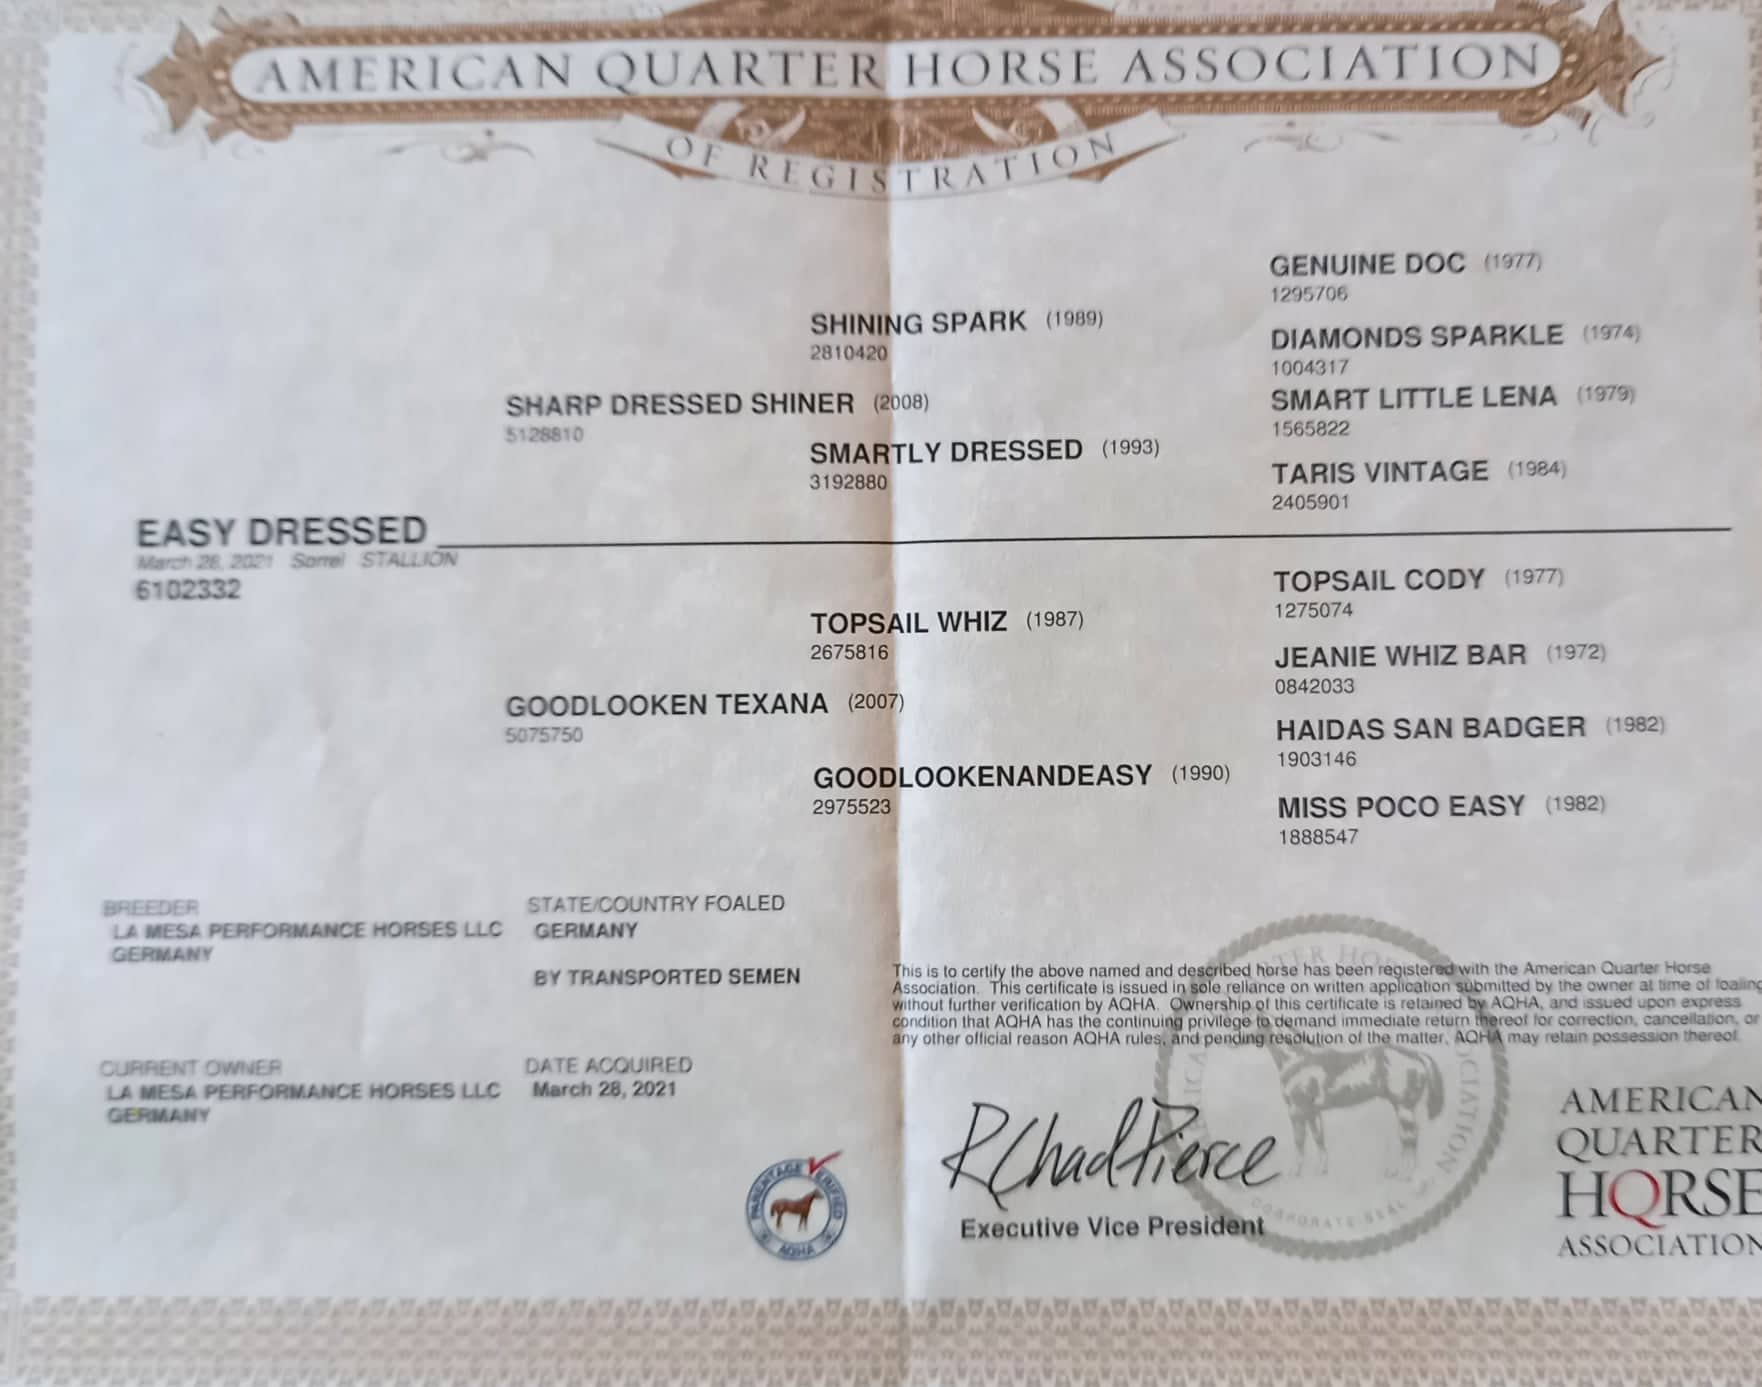 AMERICAN QUARTER HORSE ASSOCIATION
OF REGISTRATION
GENUINE DOC (1977)
1295706
SHINING SPARK (1989)
2810420
DIAMONDS SPARKLE (1974)
1004317
SHARP DRESSED SHINER (2008)
5128810
SMART LITTLE LENA (1979)
1565822
SMARTLY DRESSED (1993)
3192880
TARIS VINTAGE (1984)
2405901
EASY DRESSED
March 28, 2021 Sorrel STALLION
6102332
TOPSAIL CODY (1977)
1275074
TOPSAIL WHIZ (1987)
2675816
JEANIE WHIZ BAR (1972)
0842033
GOODLOOKEN TEXANA (2007)
5075750
HAIDAS SAN BADGER (1982)
1903146
GOODLOOKENANDEASY (1990)
2975523
MISS POCO EASY (1982)
1888547
BREEDER
LA MESA PERFORMANCE HORSES LLC
GERMANY
STATE/COUNTRY FOALED
GERMANY
BY TRANSPORTED SEMEN
CURRENT OWNER
LA MESA PERFORMANCE HORSES LLC
GERMANY
DATE ACQUIRED
March 28, 2021
This is to certify the above named and described horse has been registered with the American Quarter Horse
Association. This certificate is issued in sole reliance on written application submitted by the owner at time of foaling
without further verification by AQHA. Ownership of this certificate is retained by AQHA, and issued upon express
condition that AQHA has the continuing privilege to demand immediate return thereof for correction, cancellation, or
any other official reason AQHA rules, and pending resolution of the matter, AQHA may retain possession thereof.
R Chad Pierce
Executive Vice President
PARENTAGE VERIFIED
AQHA
CORPORATE SEAL
AMERICAN
QUARTER
HORSE
ASSOCIATION